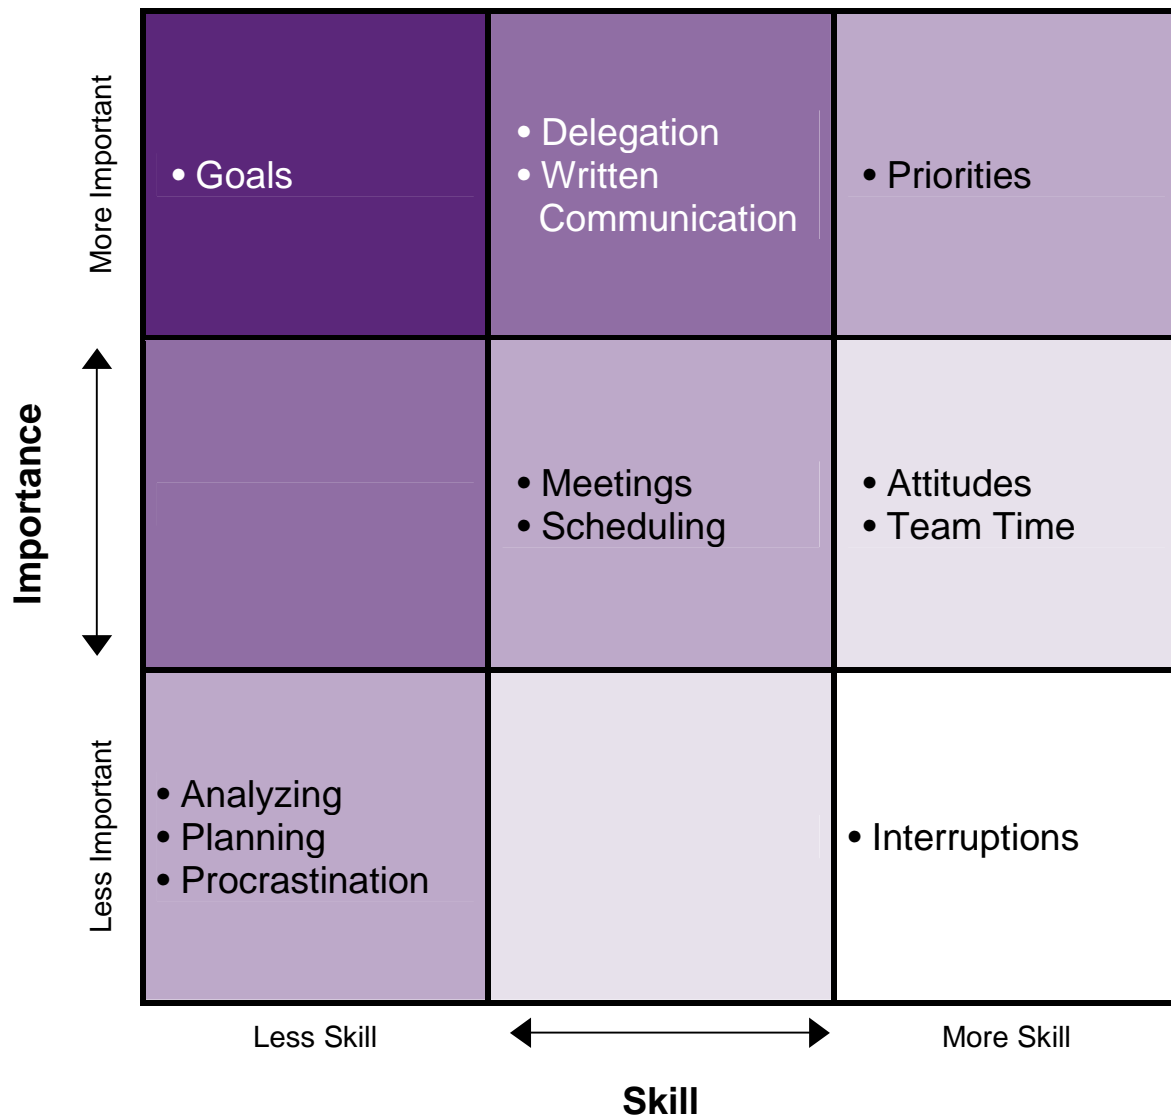 More Important
• Goals
• Delegation
• Written
Communication
• Priorities
Importance
• Meetings
• Scheduling
• Attitudes
• Team Time
Less Important
• Analyzing
• Planning
• Procrastination
• Interruptions
Less Skill
More Skill
Skill